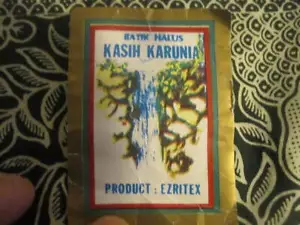 BATIK HALUS
KASIH KARUNIA
PRODUCT : EZRITEX